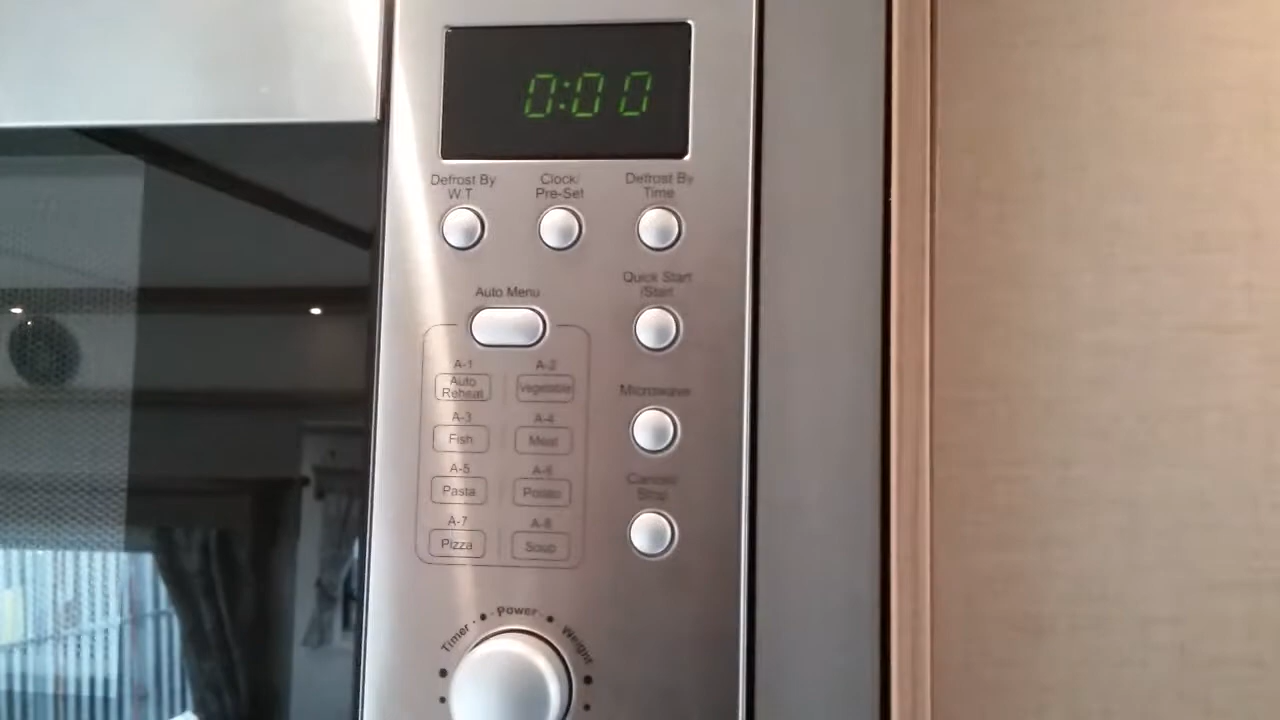 0:00
Defrost By
W.T.
Clock/
Pre-Set
Defrost By
Time
Quick Start
/Start
Auto Menu
A-1
Auto
Reheat
A-2
Vegetable
Microwave
A-3
Fish
A-4
Meat
A-5
Pasta
A-6
Potato
Cancel/
Stop
A-7
Pizza
A-8
Soup
Timer
Power
Weight